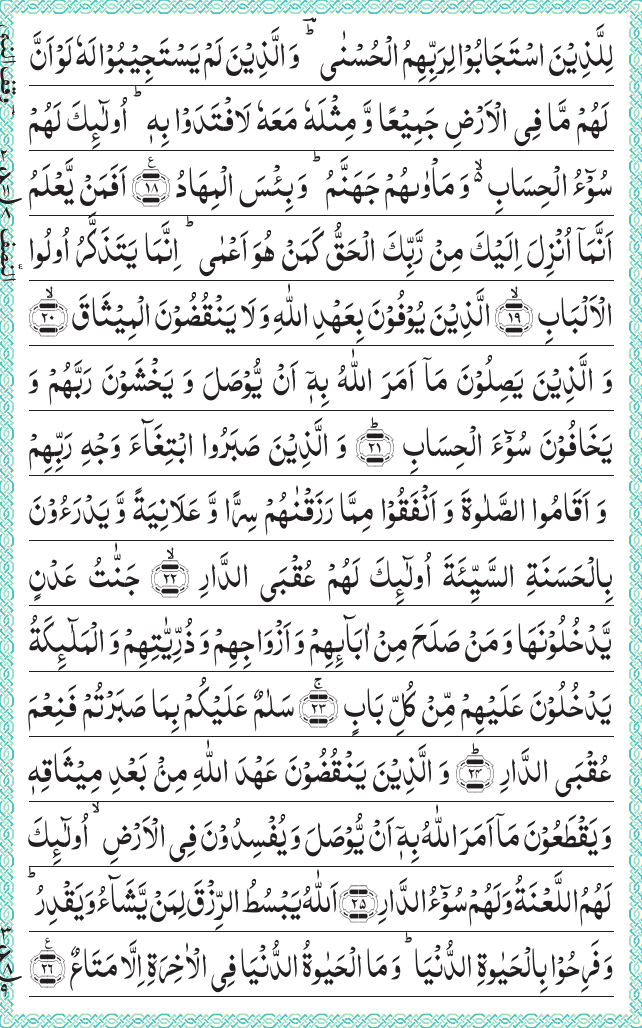 لِلَّذِيْنَ اسْتَجَابُوْا لِرَبِّهِمُ الْحُسْنٰى ؕ وَ الَّذِيْنَ لَمْ يَسْتَجِيْبُوْا لَهٗ لَوْ اَنَّ
لَهُمْ مَّا فِى الْاَرْضِ جَمِيْعًا وَّ مِثْلَهٗ مَعَهٗ لَافْتَدَوْا بِهٖ ؕ اُولٰٓئِكَ لَهُمْ
سُوْٓءُ الْحِسَابِ ۙ۬ وَ مَاْوٰىهُمْ جَهَنَّمُ ؕ وَ بِئْسَ الْمِهَادُ ﴿۱۸﴾ اَفَمَنْ يَّعْلَمُ
اَنَّمَاۤ اُنْزِلَ اِلَيْكَ مِنْ رَّبِّكَ الْحَقُّ كَمَنْ هُوَ اَعْمٰى ؕ اِنَّمَا يَتَذَكَّرُ اُولُوا
الْاَلْبَابِ ﴿ۙ۱۹﴾ الَّذِيْنَ يُوْفُوْنَ بِعَهْدِ اللّٰهِ وَ لَا يَنْقُضُوْنَ الْمِيْثَاقَ ﴿ۙ۲۰﴾
وَ الَّذِيْنَ يَصِلُوْنَ مَاۤ اَمَرَ اللّٰهُ بِهٖۤ اَنْ يُّوْصَلَ وَ يَخْشَوْنَ رَبَّهُمْ وَ
يَخَافُوْنَ سُوْٓءَ الْحِسَابِ ﴿ؕ۲۱﴾ وَ الَّذِيْنَ صَبَرُوا ابْتِغَآءَ وَجْهِ رَبِّهِمْ
وَ اَقَامُوا الصَّلٰوةَ وَ اَنْفَقُوْا مِمَّا رَزَقْنٰهُمْ سِرًّا وَّ عَلَانِيَةً وَّ يَدْرَءُوْنَ
بِالْحَسَنَةِ السَّيِّئَةَ اُولٰٓئِكَ لَهُمْ عُقْبَى الدَّارِ ﴿ۙ۲۲﴾ جَنّٰتُ عَدْنٍ
يَّدْخُلُوْنَهَا وَ مَنْ صَلَحَ مِنْ اٰبَآئِهِمْ وَ اَزْوَاجِهِمْ وَ ذُرِّيّٰتِهِمْ وَ الْمَلٰٓئِكَةُ
يَدْخُلُوْنَ عَلَيْهِمْ مِّنْ كُلِّ بَابٍ ﴿ۚ۲۳﴾ سَلٰمٌ عَلَيْكُمْ بِمَا صَبَرْتُمْ فَنِعْمَ
عُقْبَى الدَّارِ ﴿ؕ۲۴﴾ وَ الَّذِيْنَ يَنْقُضُوْنَ عَهْدَ اللّٰهِ مِنْۢ بَعْدِ مِيْثَاقِهٖ
وَ يَقْطَعُوْنَ مَاۤ اَمَرَ اللّٰهُ بِهٖۤ اَنْ يُّوْصَلَ وَ يُفْسِدُوْنَ فِى الْاَرْضِ ۙ اُولٰٓئِكَ
لَهُمُ اللَّعْنَةُ وَ لَهُمْ سُوْٓءُ الدَّارِ ﴿۲۵﴾ اَللّٰهُ يَبْسُطُ الرِّزْقَ لِمَنْ يَّشَآءُ وَ يَقْدِرُ ؕ
وَ فَرِحُوْا بِالْحَيٰوةِ الدُّنْيَا ؕ وَ مَا الْحَيٰوةُ الدُّنْيَا فِى الْاٰخِرَةِ اِلَّا مَتَاعٌ ﴿۲۶﴾